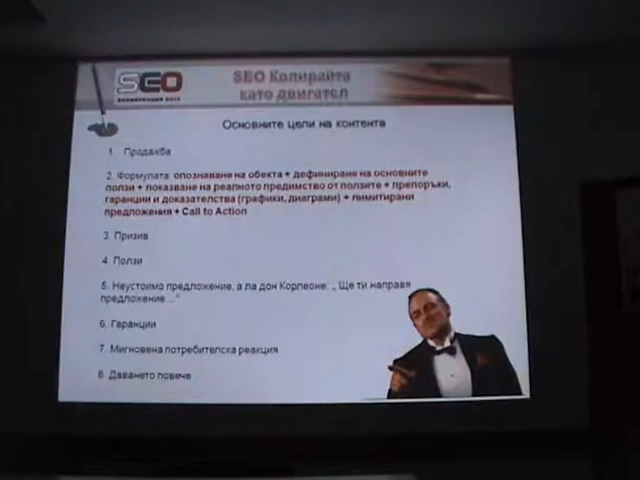 SEO
КОНФЕРЕНЦИЯ 2011
SEO Копирайта
като двигател
Основните цели на контента
1. Продажба
2. Формулата: опознаване на обекта + дефиниране на основните
ползи + показване на реалното предимство от ползите + препоръки,
гаранции и доказателства (графики, диаграми) + лимитирани
предложения + Call to Action
3. Призив
4. Ползи
5. Неустоимо предложение, а ла дон Корлеоне: „ Ще ти направя
предложение…“
6. Гаранции
7. Мигновена потребителска реакция
8. Даването повече